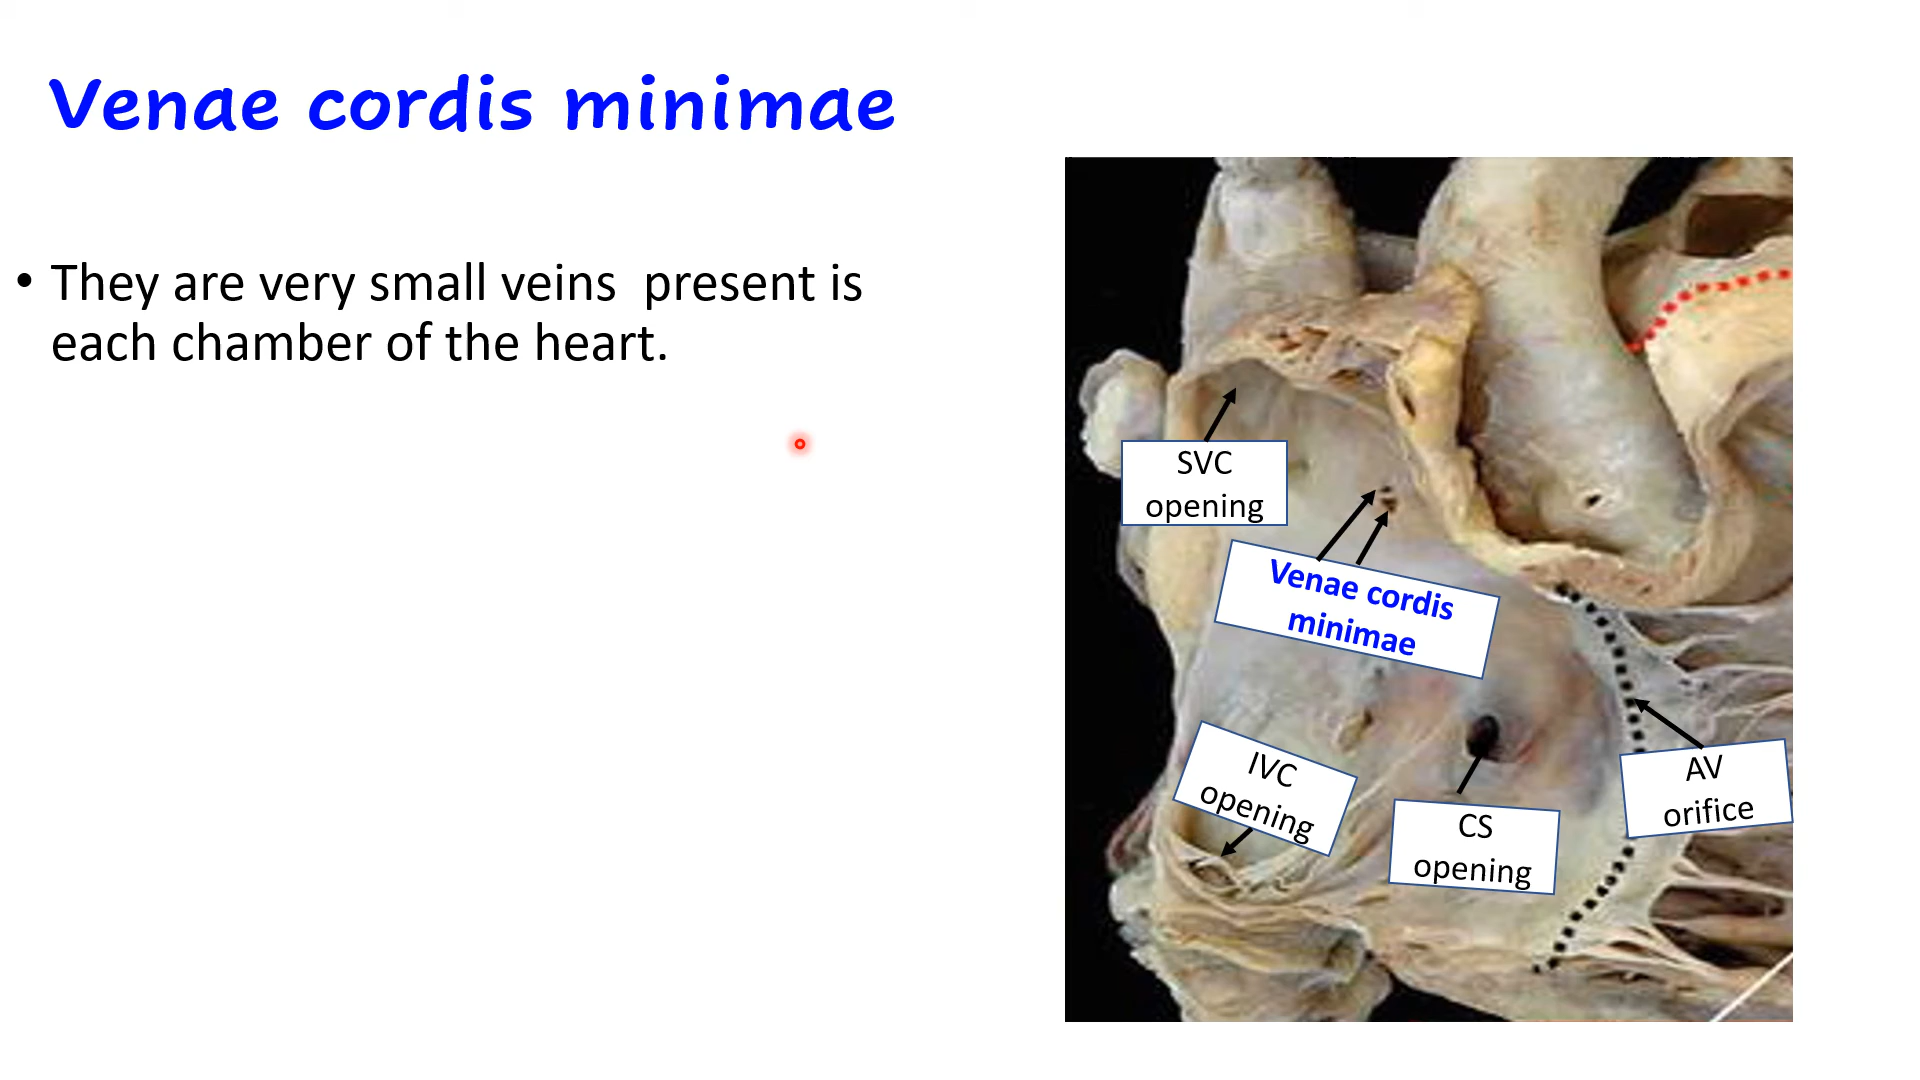 Venae cordis minimae
• They are very small veins  present is
each chamber of the heart.
SVC
opening
Venae cordis
minimae
IVC
opening
CS
opening
AV
orifice